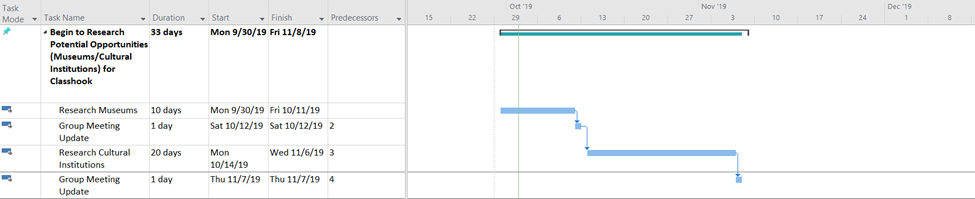 Task Mode Task Name Duration Start Finish Predecessors
Oct '19 Nov '19 Dec '19
15 22 29 6 13 20 27 3 10 17 24 1 8
Begin to Research 33 days Mon 9/30/19 Fri 11/8/19
Potential Opportunities
(Museums/Cultural
Institutions) for
Classhook
Research Museums 10 days Mon 9/30/19 Fri 10/11/19
Group Meeting 1 day Sat 10/12/19 Sat 10/12/19 2
Update
Research Cultural 20 days Mon Wed 11/6/19 3
Institutions 10/14/19
Group Meeting 1 day Thu 11/7/19 Thu 11/7/19 4
Update